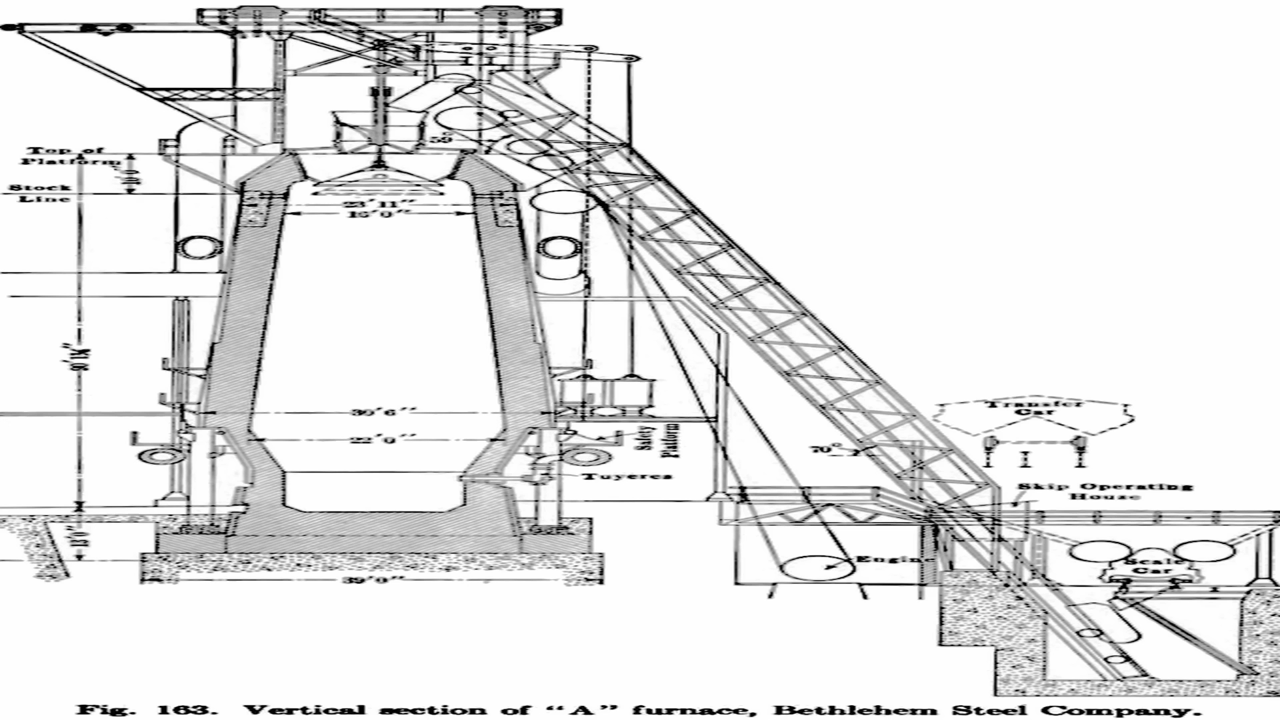 Top of
Platform
Stock
Line
23'11"
15'0"
30'6"
22'0"
Safety
Platform
Tuyeres
70°
Transfer
Car
Skip Operating
House
Engine
Scale
Car
39'0"
Fig. 163. Vertical section of "A" furnace, Bethlehem Steel Company.